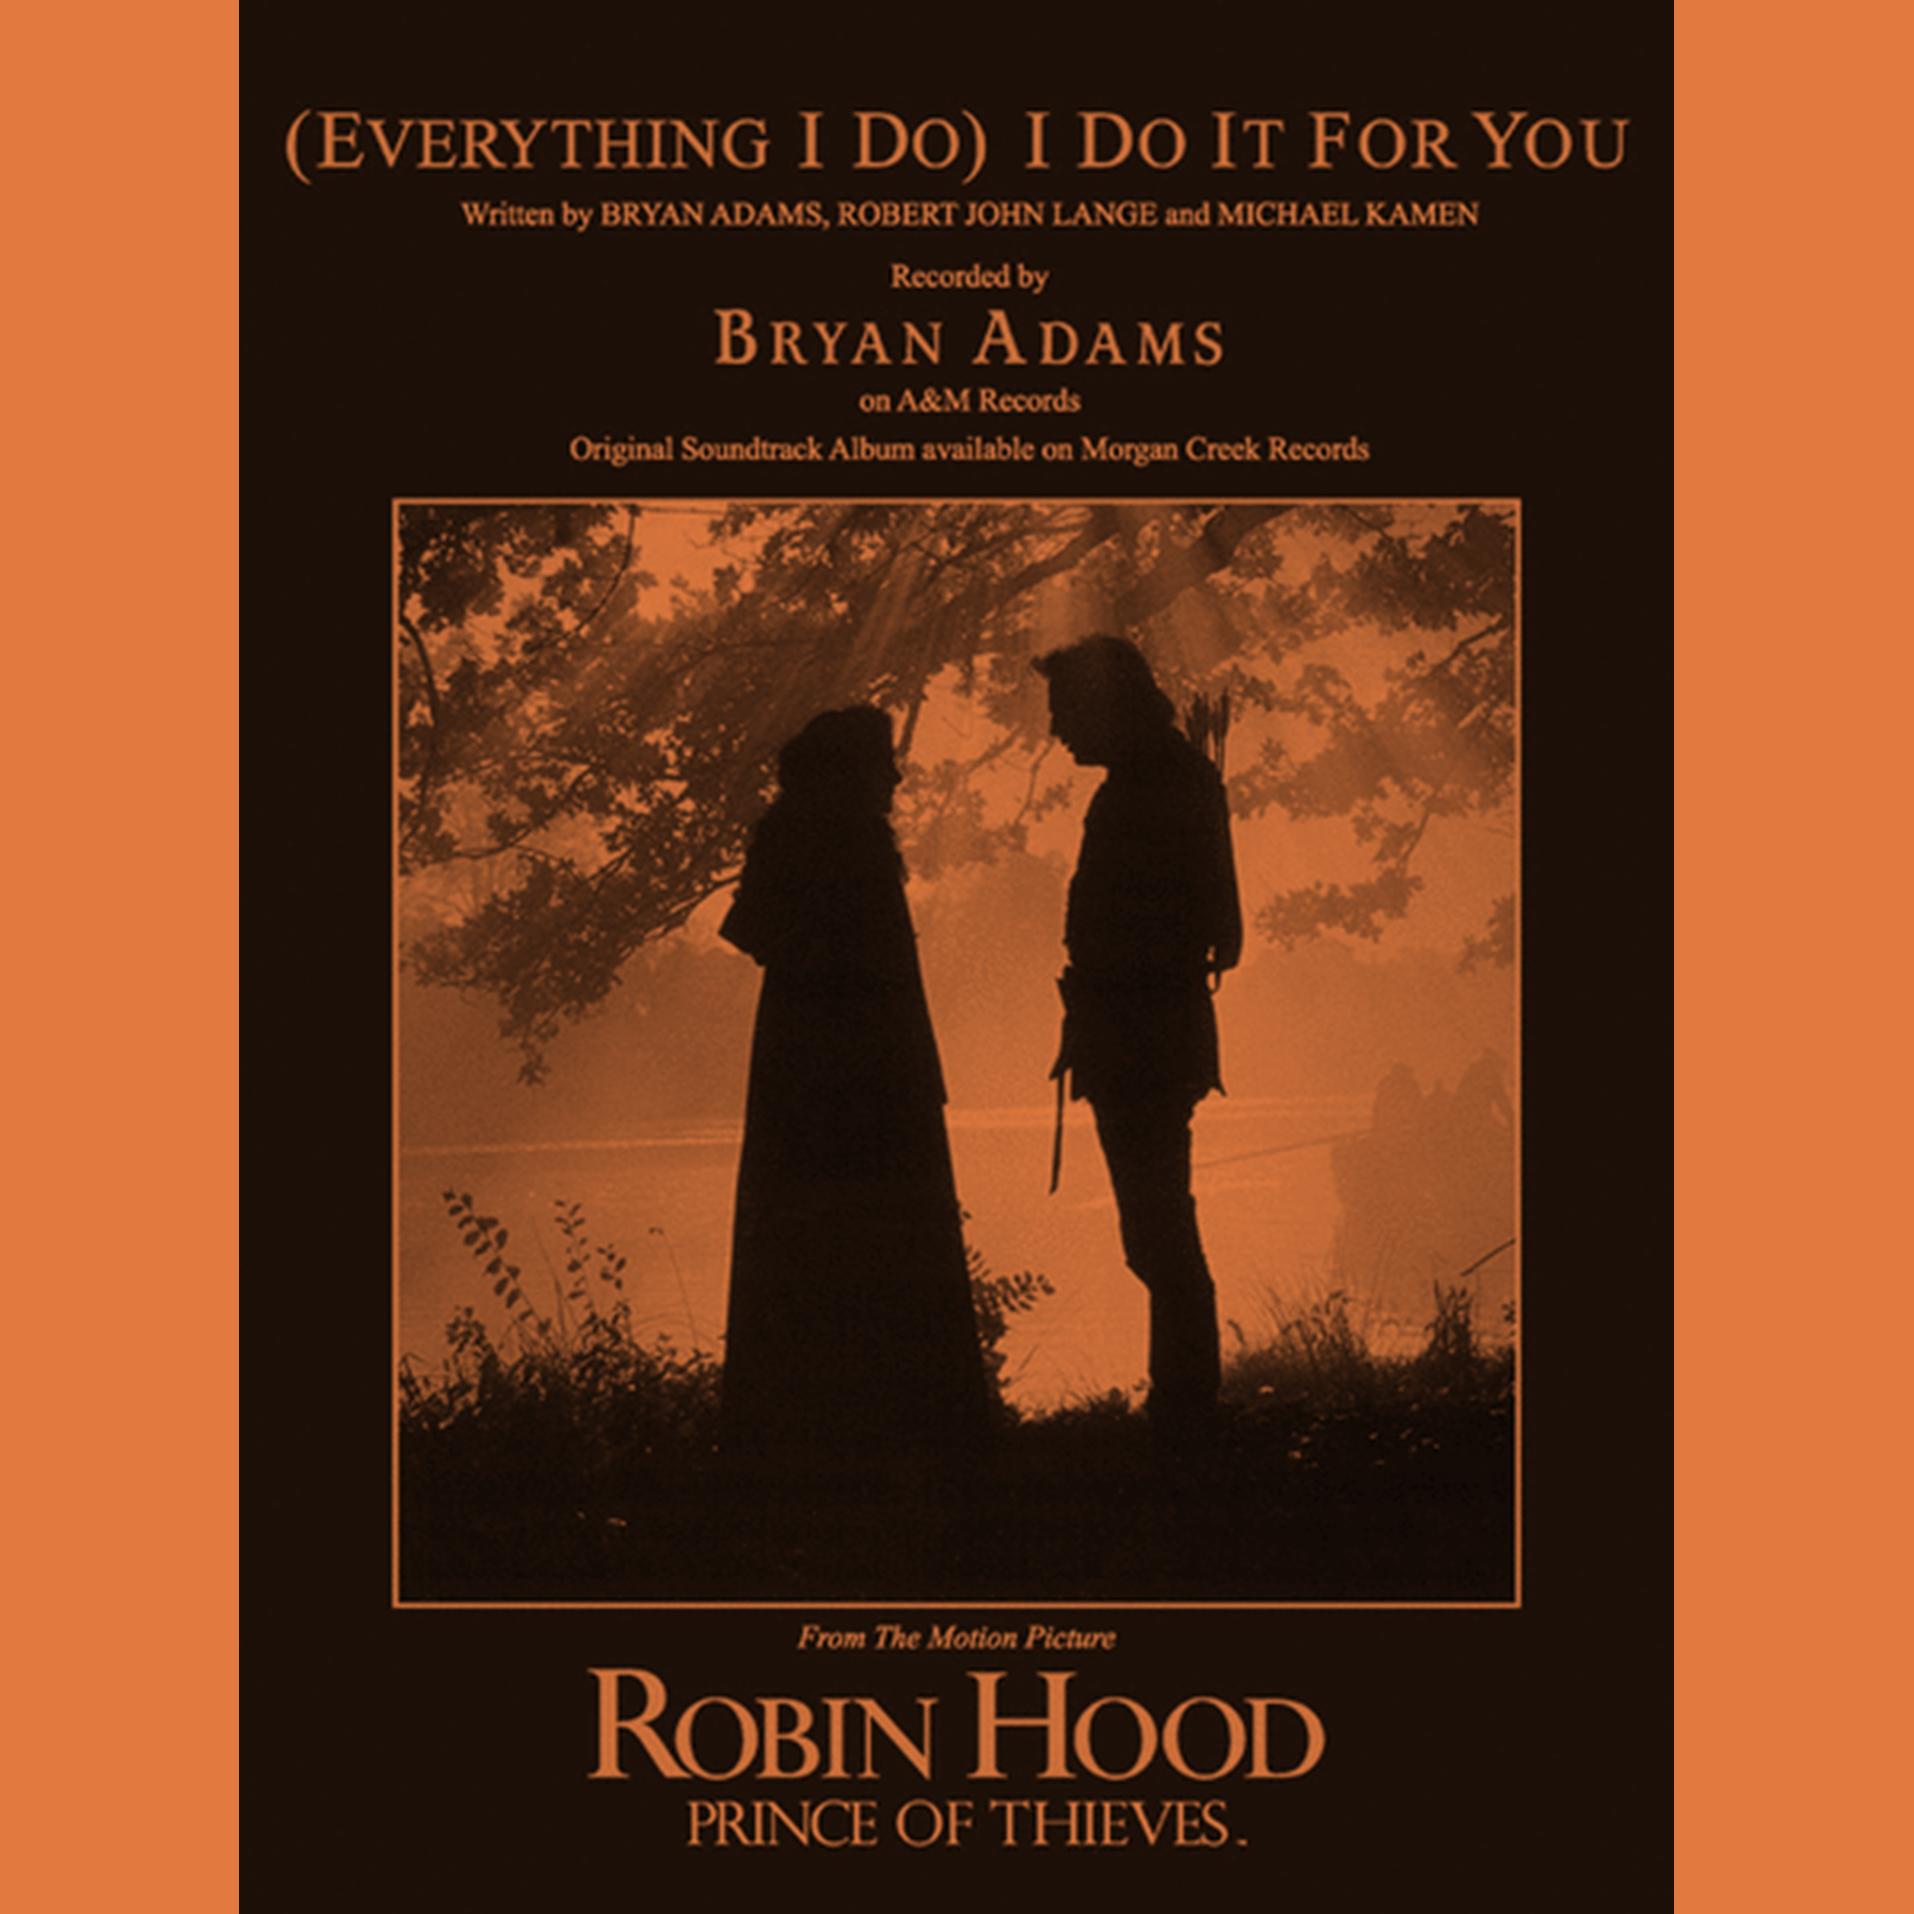 (EVERYTHING I DO) I DO IT FOR YOU
Written by BRYAN ADAMS, ROBERT JOHN LANGE and MICHAEL KAMEN
Recorded by
BRYAN ADAMS
on A&M Records
Original Soundtrack Album available on Morgan Creek Records
From The Motion Picture
ROBIN HOOD
PRINCE OF THIEVES